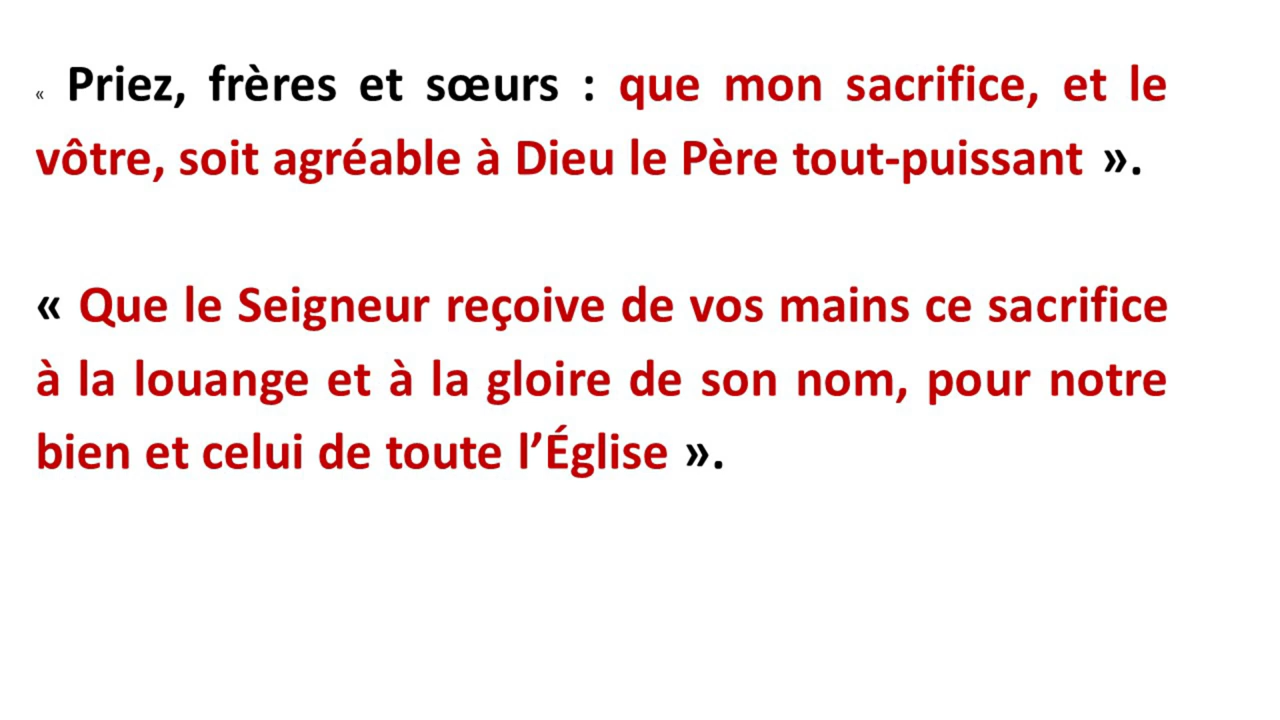 « Priez, frères et sœurs : que mon sacrifice, et le
vôtre, soit agréable à Dieu le Père tout-puissant ».
« Que le Seigneur reçoive de vos mains ce sacrifice
à la louange et à la gloire de son nom, pour notre
bien et celui de toute l’Église ».